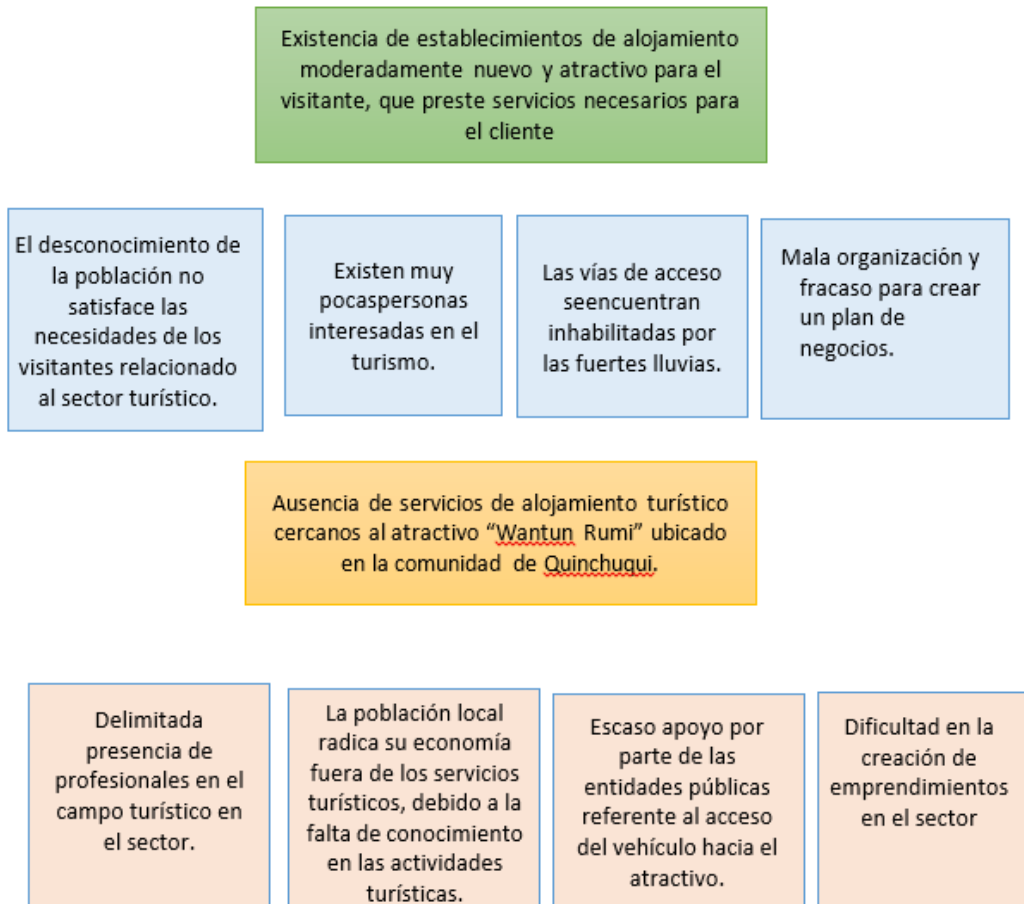 Existencia de establecimientos de alojamiento
moderadamente nuevo y atractivo para el
visitante, que preste servicios necesarios para
el cliente
El desconocimiento de
la población no
satisface las
necesidades de los
visitantes relacionado
al sector turístico.
Existen muy
pocaspersonas
interesadas en el
turismo.
Las vías de acceso
seencuentran
inhabilitadas por
las fuertes lluvias.
Mala organización y
fracaso para crear
un plan de
negocios.
Ausencia de servicios de alojamiento turístico
cercanos al atractivo “Wantun Rumi” ubicado
en la comunidad de Quinchuqui.
Delimitada
presencia de
profesionales en el
campo turístico en
el sector.
La población local
radica su economía
fuera de los servicios
turísticos, debido a la
falta de conocimiento
en las actividades
turísticas.
Escaso apoyo por
parte de las
entidades públicas
referente al acceso
del vehículo hacia el
atractivo.
Dificultad en la
creación de
emprendimientos
en el sector